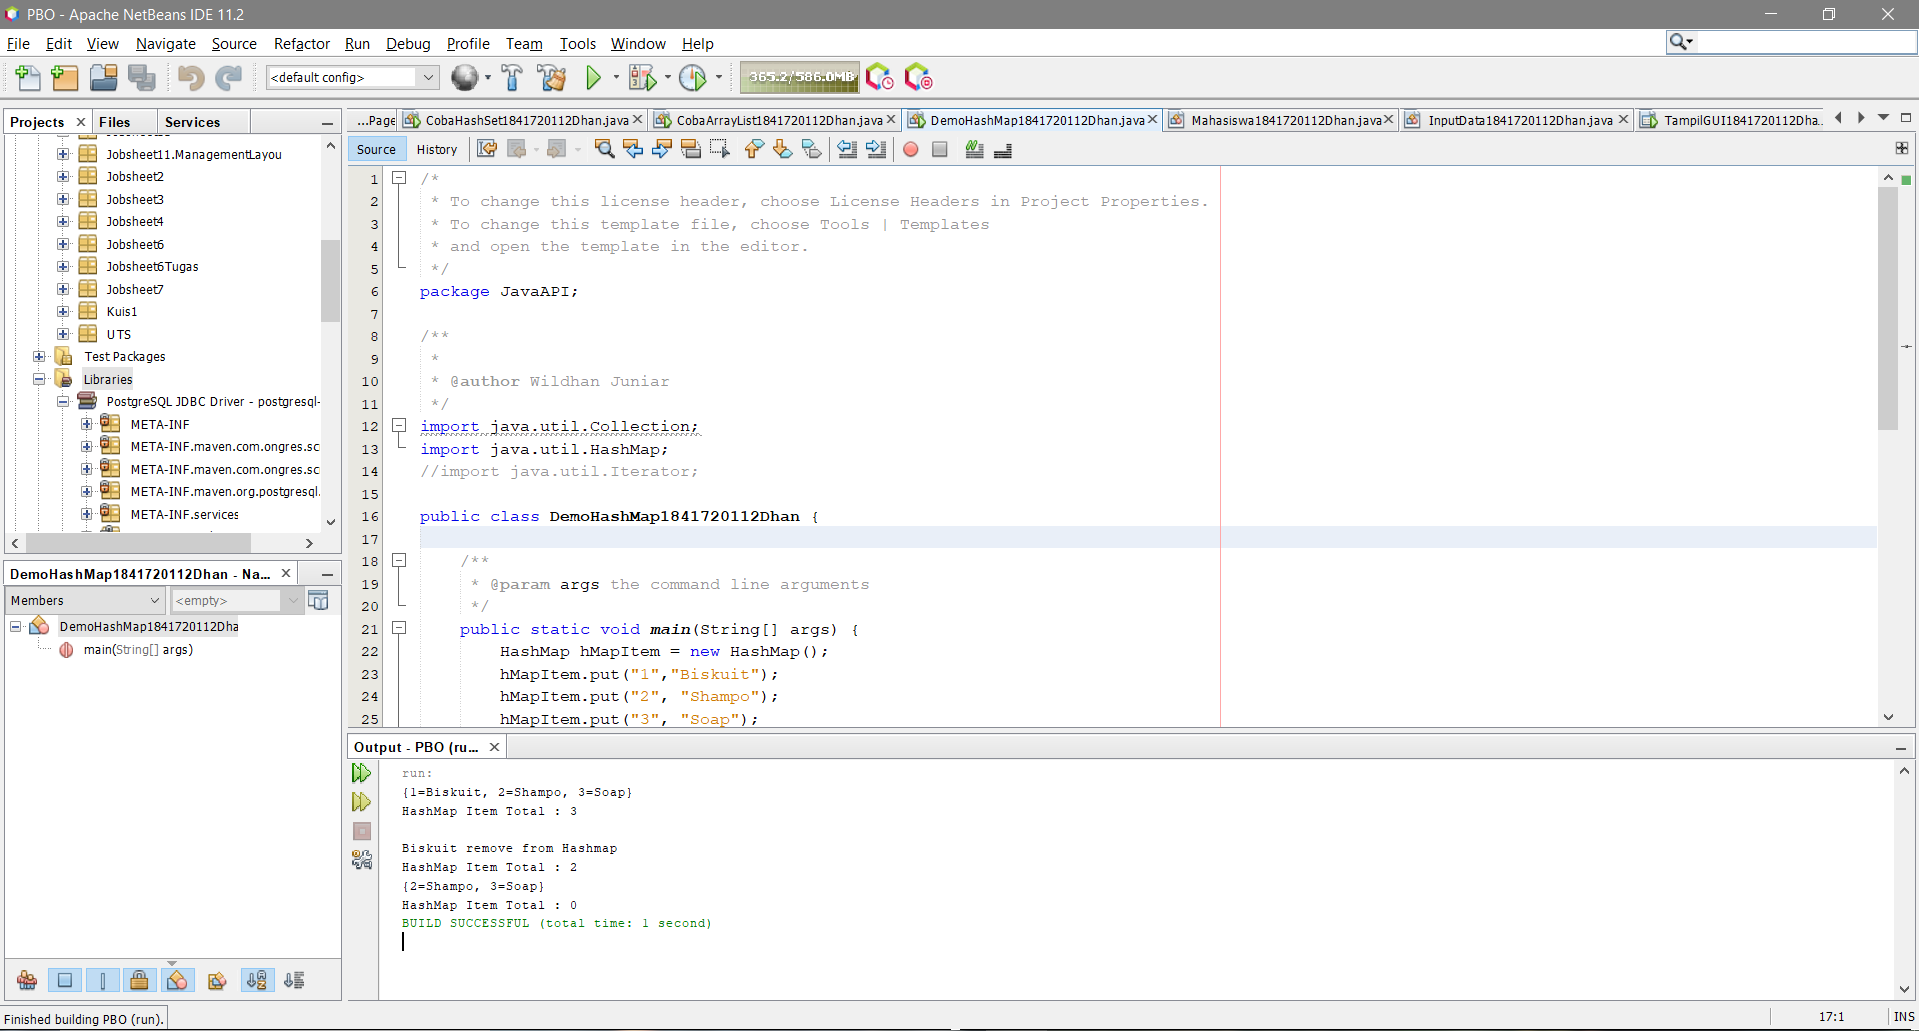 PBO - Apache NetBeans IDE 11.2
File Edit View Navigate Source Refactor Run Debug Profile Team Tools Window Help
<default config>
365.2/586.0MB
Projects Files Services
Jobsheet11.ManagementLayou
Jobsheet2
Jobsheet3
Jobsheet4
Jobsheet6
Jobsheet6Tugas
Jobsheet7
Kuis1
UTS
Test Packages
Libraries
PostgreSQL JDBC Driver - postgresql-
META-INF
META-INF.maven.com.ongres.sc
META-INF.maven.com.ongres.sc
META-INF.maven.org.postgresql.
META-INF.services
DemoHashMap1841720112Dhan - Na...
Members <empty>
DemoHashMap1841720112Dha
main(String[] args)
...Page CobaHashSet1841720112Dhan.java CobaArrayList1841720112Dhan.java DemoHashMap1841720112Dhan.java Mahasiswa1841720112Dhan.java InputData1841720112Dhan.java TampilGUI1841720112Dha...
Source History
1 /*
2 * To change this license header, choose License Headers in Project Properties.
3 * To change this template file, choose Tools | Templates
4 * and open the template in the editor.
5 */
6 package JavaAPI;
7
8 /**
9 *
10 * @author Wildhan Juniar
11 */
12 import java.util.Collection;
13 import java.util.HashMap;
14 //import java.util.Iterator;
15
16 public class DemoHashMap1841720112Dhan {
17
18 /**
19 * @param args the command line arguments
20 */
21 public static void main(String[] args) {
22 HashMap hMapItem = new HashMap();
23 hMapItem.put("1","Biskuit");
24 hMapItem.put("2", "Shampo");
25 hMapItem.put("3", "Soap");
Output - PBO (ru...
run:
{1=Biskuit, 2=Shampo, 3=Soap}
HashMap Item Total : 3
Biskuit remove from Hashmap
HashMap Item Total : 2
{2=Shampo, 3=Soap}
HashMap Item Total : 0
BUILD SUCCESSFUL (total time: 1 second)
Finished building PBO (run).
17:1 INS